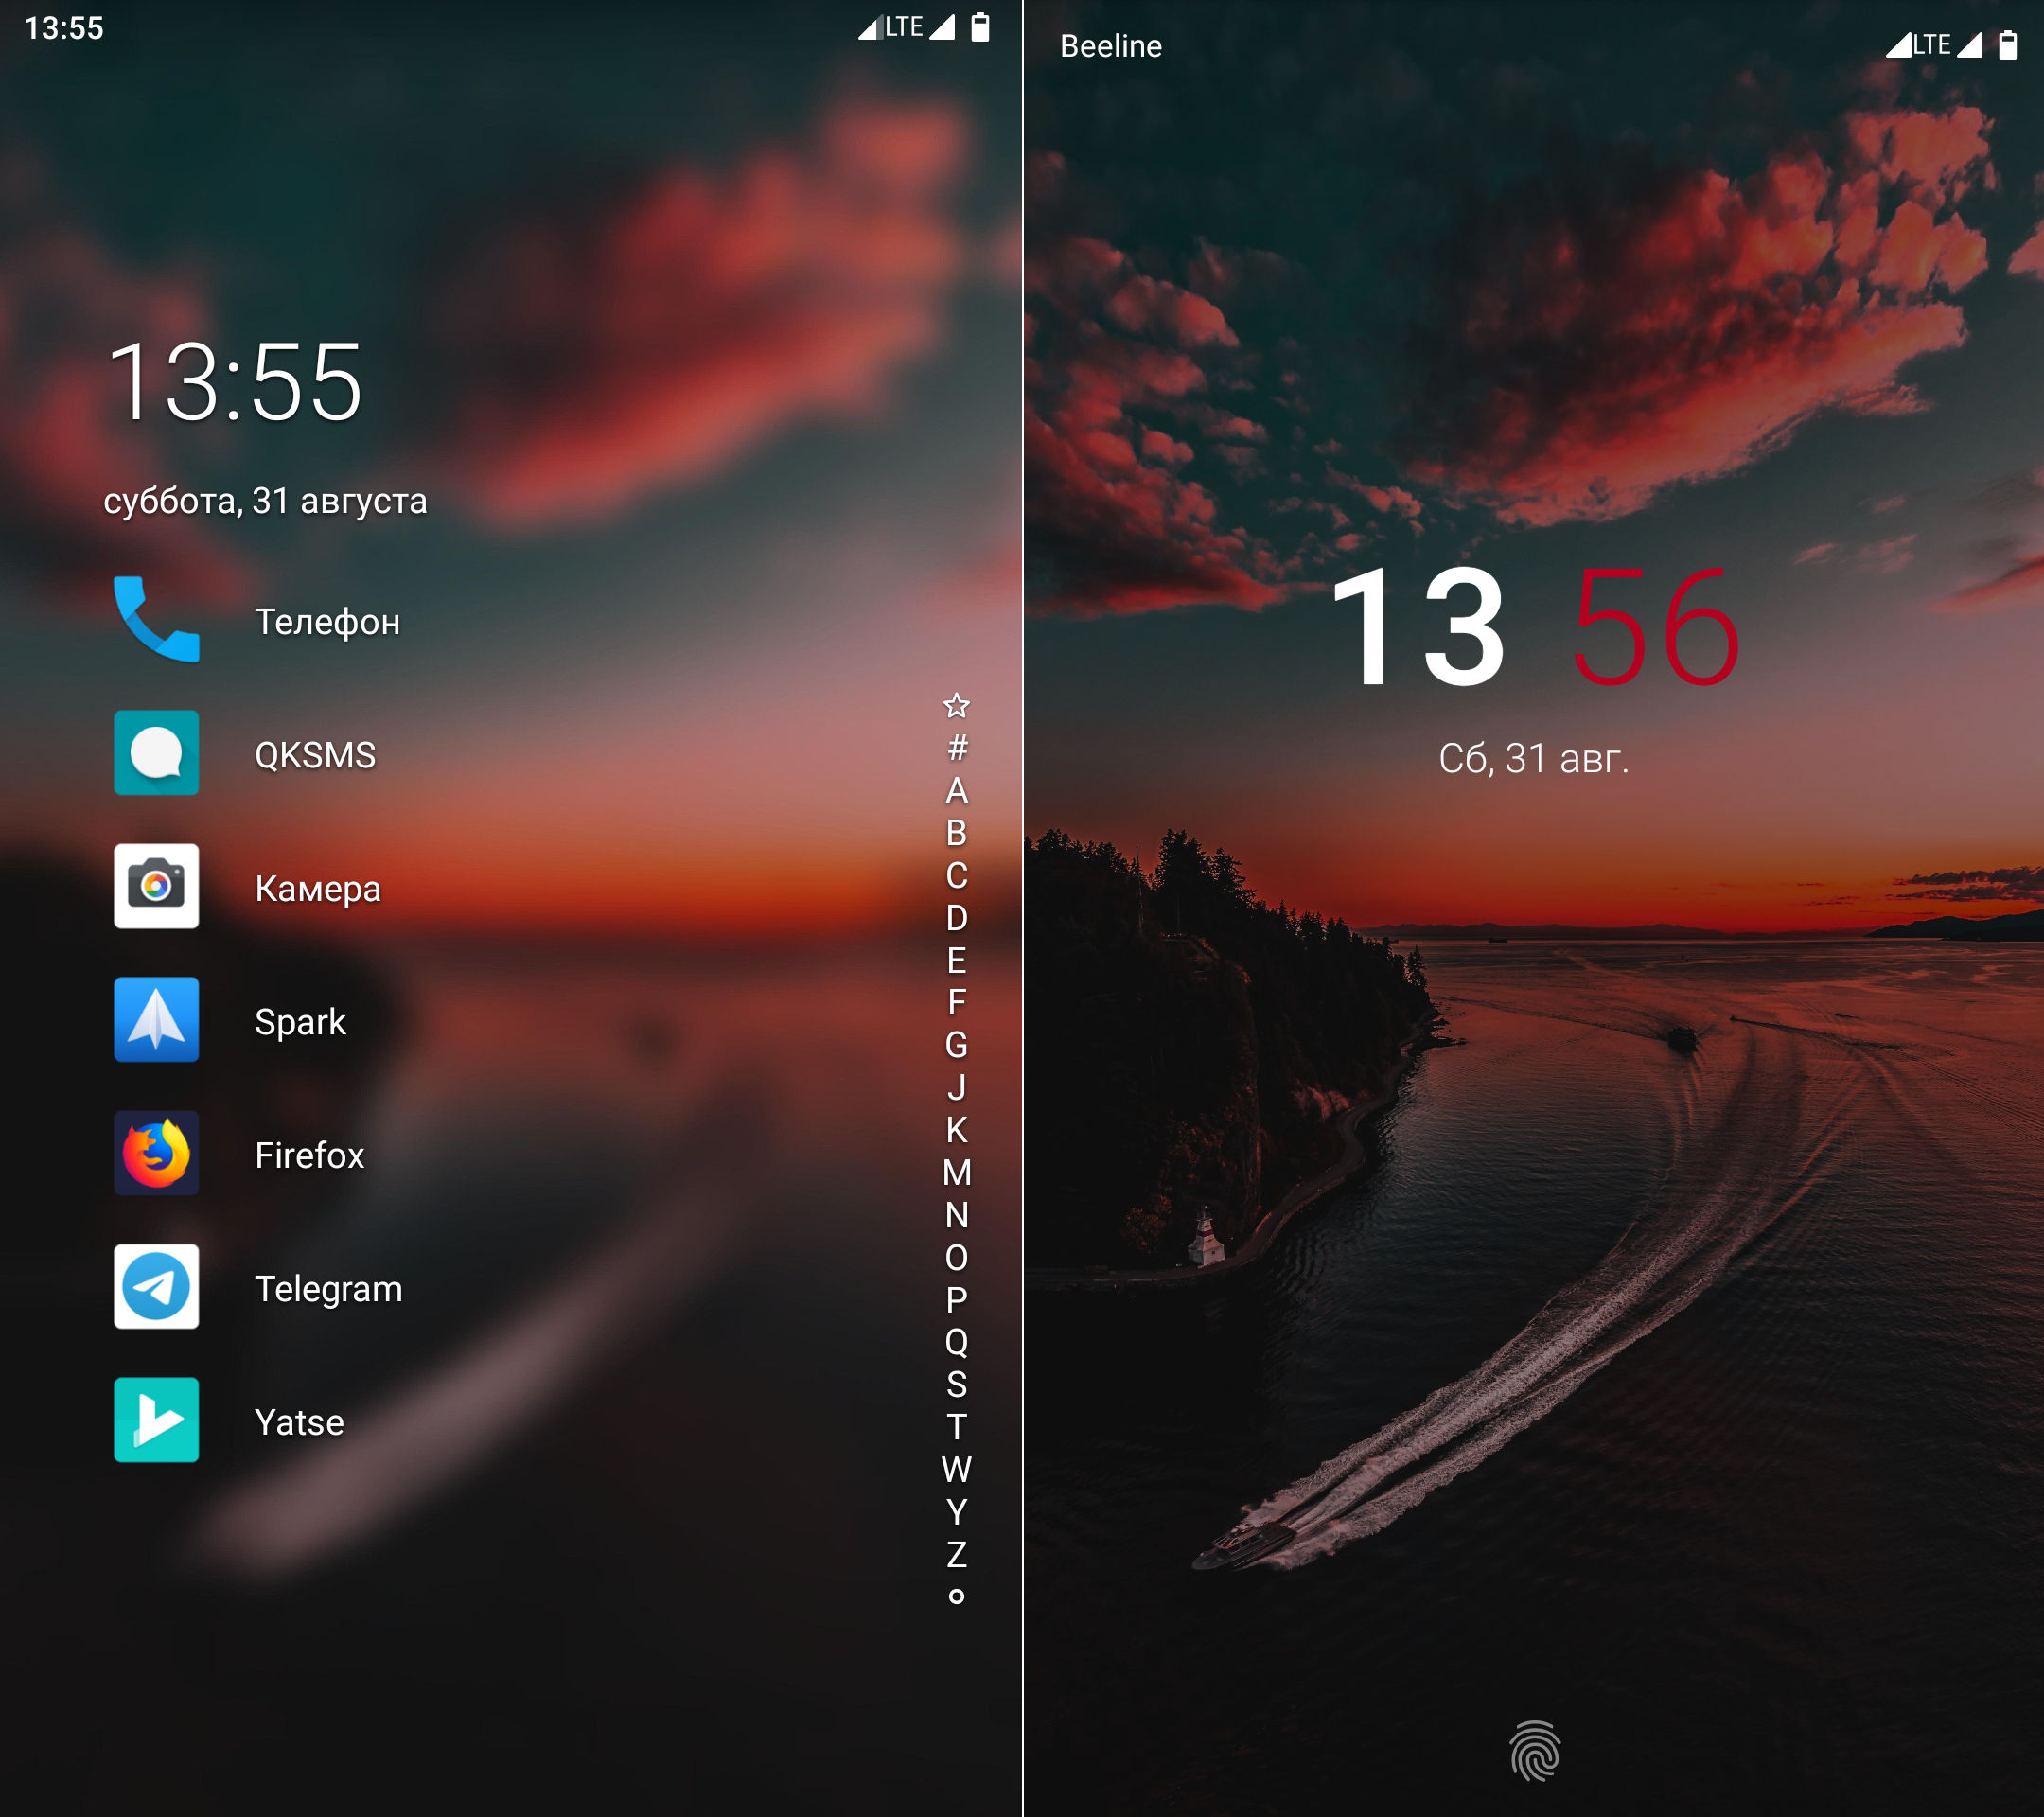 13:55
LTE
13:55
суббота, 31 августа
Телефон
QKSMS
Камера
Spark
Firefox
Telegram
Yatse
#
A
B
C
D
E
F
G
J
K
M
N
O
P
Q
S
T
W
Y
Z
Beeline
LTE
13 56
Сб, 31 авг.